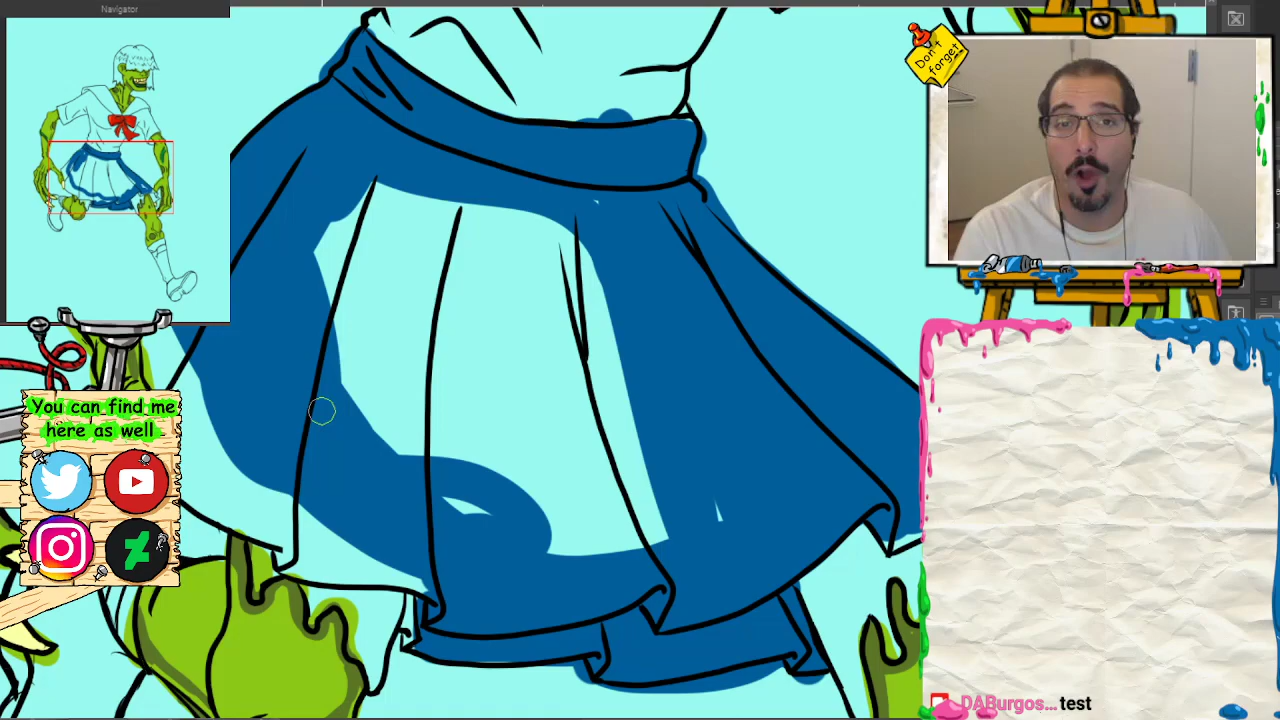 Navigator
Don't
forget
You can find me
here as well
DABurgos... test